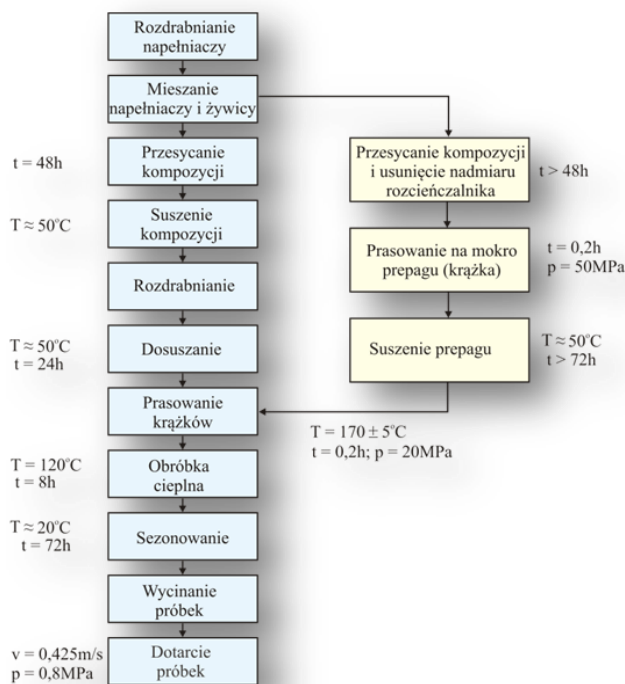 Rozdrabnianie
napełniaczy
Mieszanie
napełniaczy i żywicy
t = 48h
Przesycanie
kompozycji
Przesycanie kompozycji
i usunięcie nadmiaru
rozcieńczalnika
t > 48h
T ≈ 50°C
Suszenie
kompozycji
Prasowanie na mokro
prepagu (krążka)
t = 0,2h
p = 50MPa
Rozdrabnianie
T ≈ 50°C
t = 24h
Dosuszanie
Suszenie prepagu
T ≈ 50°C
t > 72h
Prasowanie
krążków
T = 170 ± 5°C
t = 0,2h; p = 20MPa
T = 120°C
t = 8h
Obróbka
cieplna
T ≈ 20°C
t = 72h
Sezonowanie
Wycinanie
próbek
v = 0,425m/s
p = 0,8MPa
Dotarcie
próbek